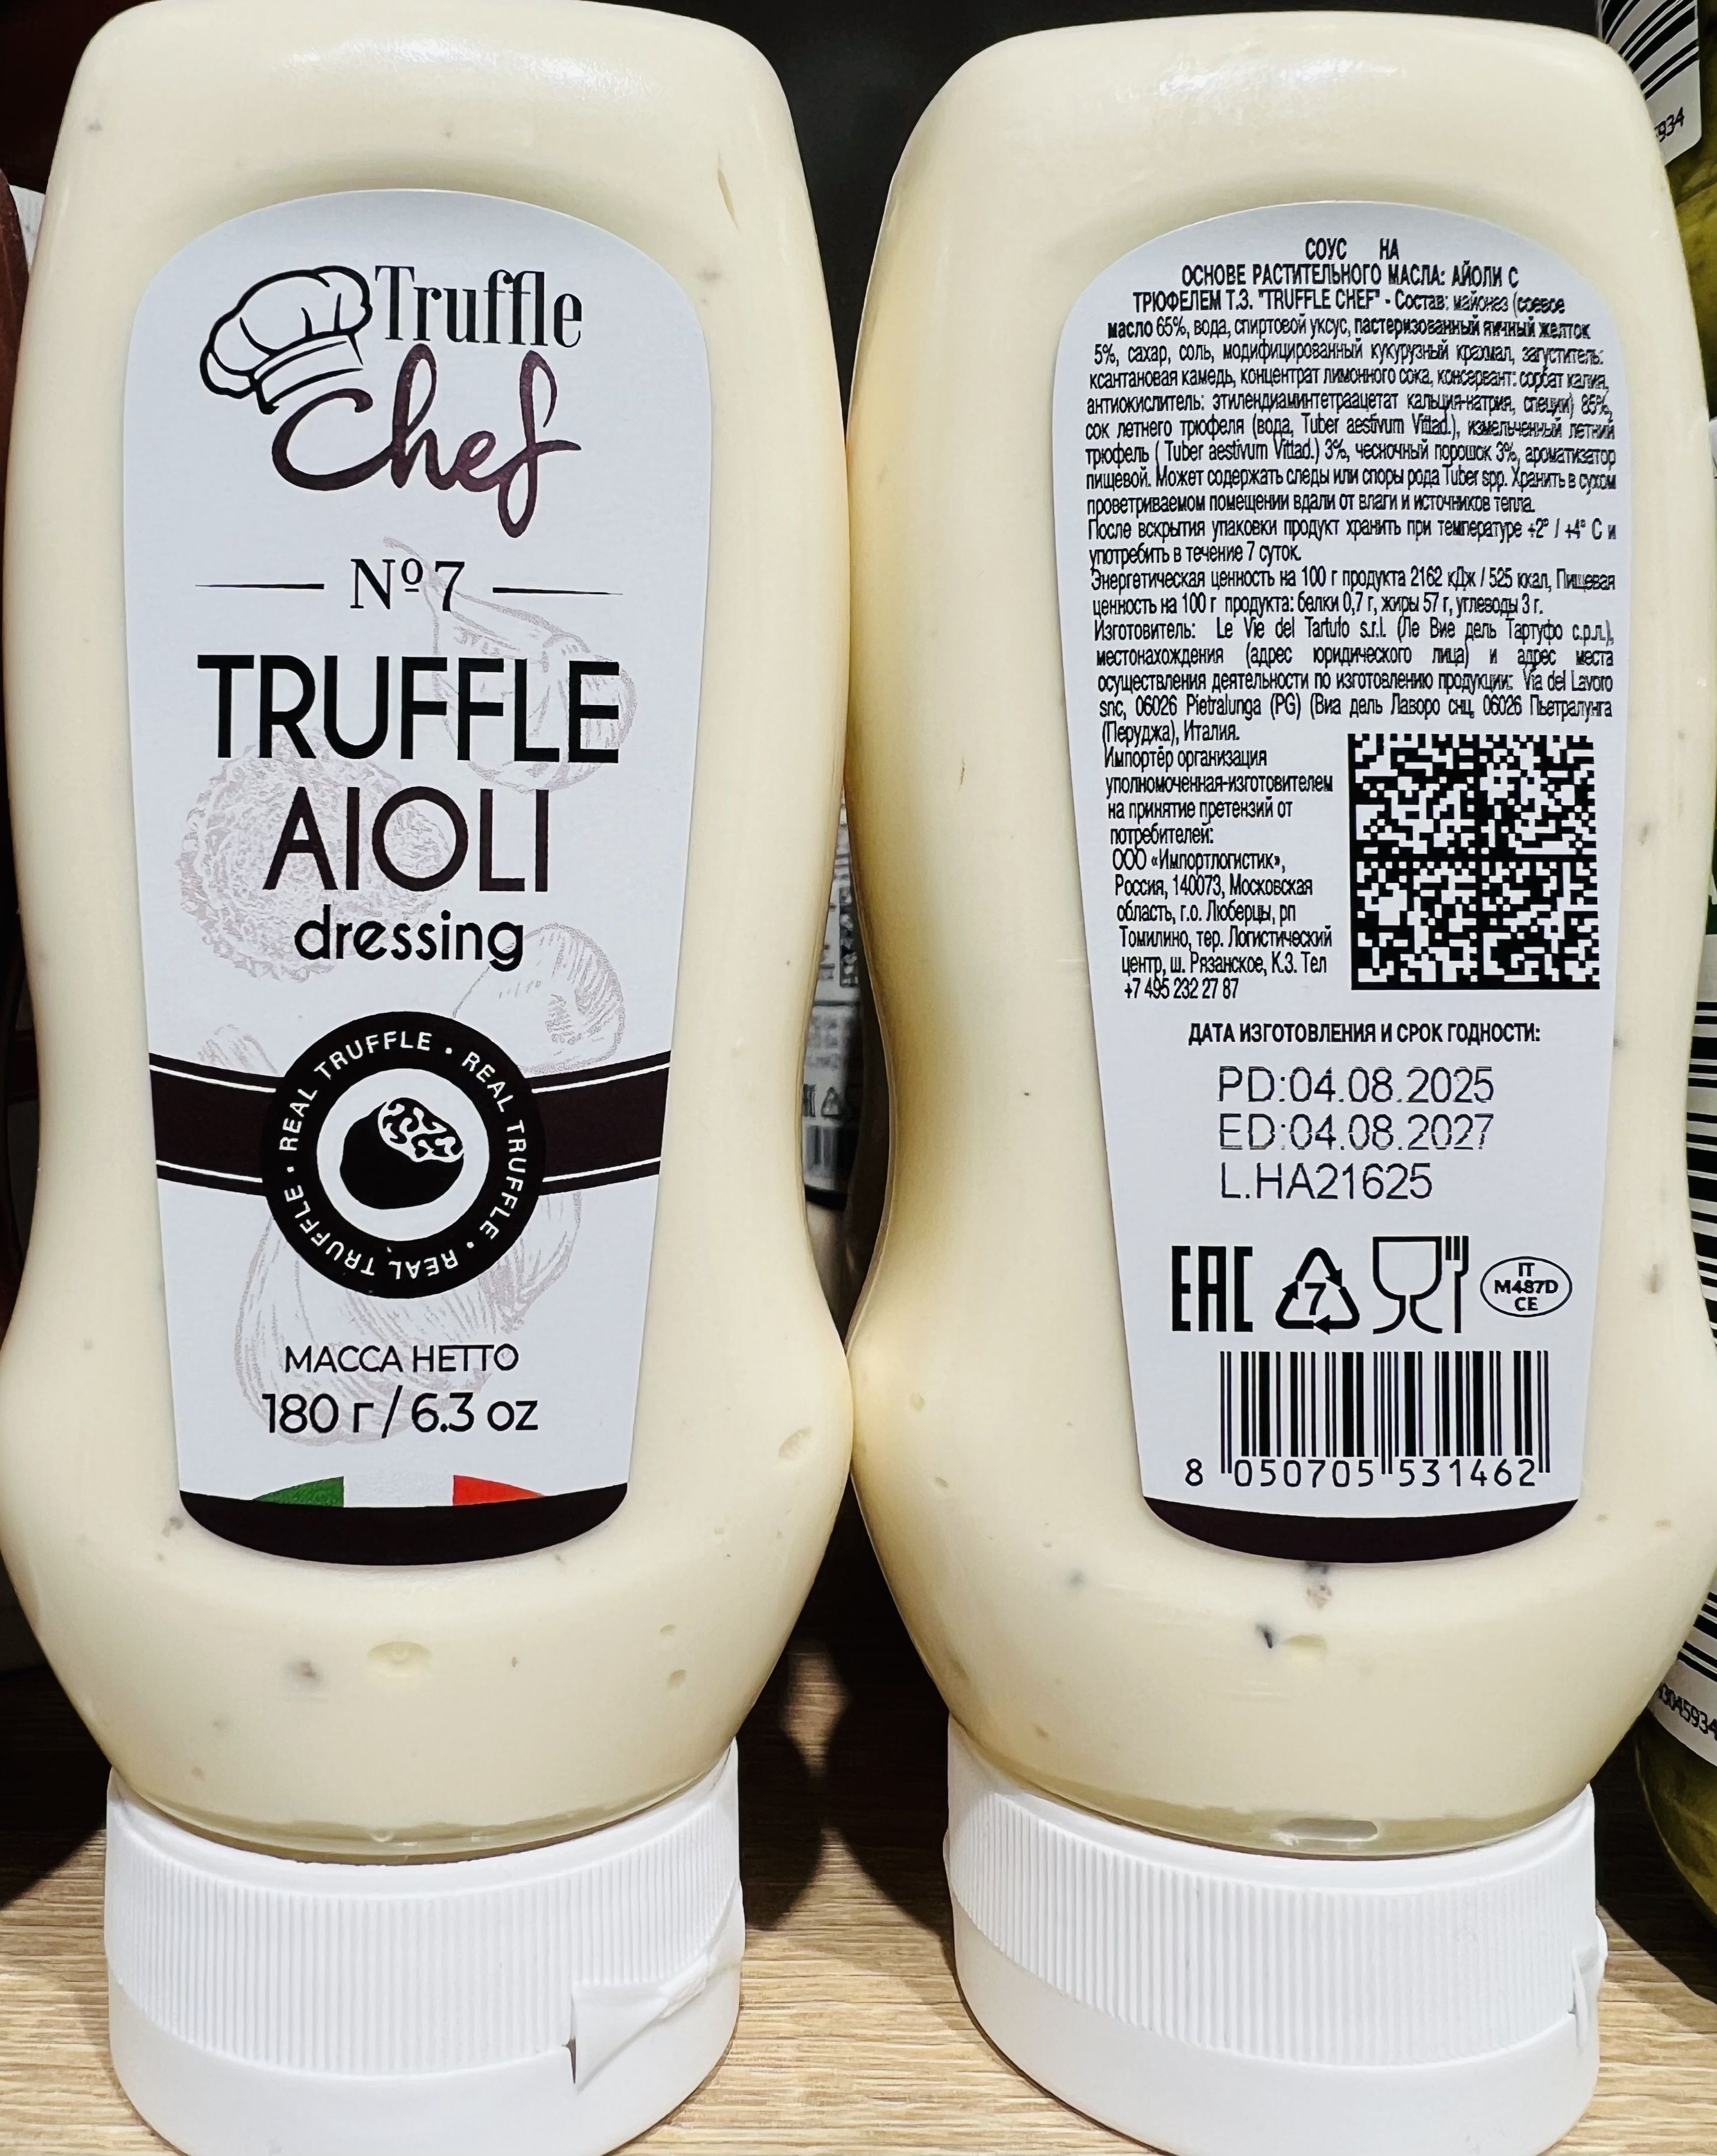 Truffle
Chef
Nº7
TRUFFLE
AIOLI
dressing
REAL TRUFFLE • REAL TRUFFLE • REAL TRUFFLE •
МАССА НЕТТО
180 г / 6.3 oz
СОУС НА
ОСНОВЕ РАСТИТЕЛЬНОГО МАСЛА: АЙОЛИ С
ТРЮФЕЛЕМ Т.З. "TRUFFLE CHEF" - Состав: майонез (соевое
масло 65%, вода, спиртовой уксус, пастеризованный яичный желток
5%, сахар, соль, модифицированный кукурузный крахмал, загуститель:
ксантановая камедь, концентрат лимонного сока, консервант: сорбат калия,
антиокислитель: этилендиаминтетраацетат кальция-натрия, специи) 85%,
сок летнего трюфеля (вода, Tuber aestivum Vittad.), измельченный летний
трюфель ( Tuber aestivum Vittad.) 3%, чесночный порошок 3%, ароматизатор
пищевой. Может содержать следы или споры рода Tuber spp. Хранить в сухом
проветриваемом помещении вдали от влаги и источников тепла.
После вскрытия упаковки продукт хранить при температуре +2° / +4° С и
употребить в течение 7 суток.
Энергетическая ценность на 100 г продукта 2162 кДж / 525 ккал, Пищевая
ценность на 100 г продукта: белки 0,7 г, жиры 57 г, углеводы 3 г.
Изготовитель: Le Vie del Tartufo s.r.l. (Ле Вие дель Тартуфо с.р.л.),
местонахождения (адрес юридического лица) и адрес места
осуществления деятельности по изготовлению продукции: Via del Lavoro
snc, 06026 Pietralunga (PG) (Виа дель Лаворо снц, 06026 Пьетралунга
(Перуджа), Италия.
Импортёр организация
уполномоченная-изготовителем
на принятие претензий от
потребителей:
ООО «Импортлогистик»,
Россия, 140073, Московская
область, г.о. Люберцы, рп
Томилино, тер. Логистический
центр, ш. Рязанское, К.3. Тел
+7 495 232 27 87
ДАТА ИЗГОТОВЛЕНИЯ И СРОК ГОДНОСТИ:
PD:04.08.2025
ED:04.08.2027
L.HA21625
EAC
7
IT
M487D
CE
8 050705 531462